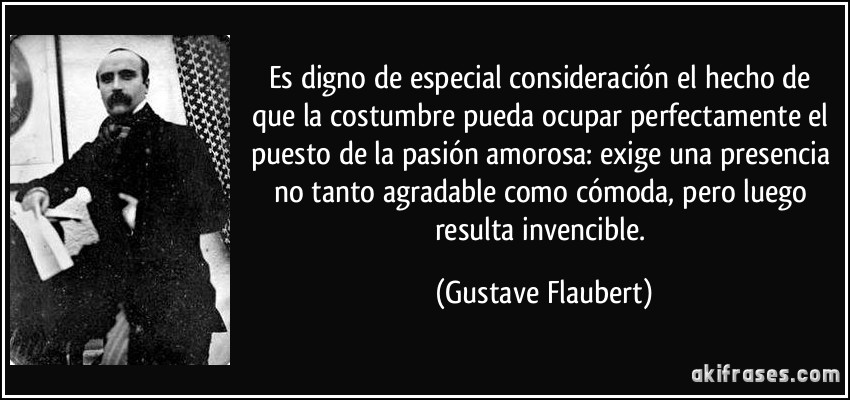 Es digno de especial consideración el hecho de
que la costumbre pueda ocupar perfectamente el
puesto de la pasión amorosa: exige una presencia
no tanto agradable como cómoda, pero luego
resulta invencible.
(Gustave Flaubert)
akifrases.com